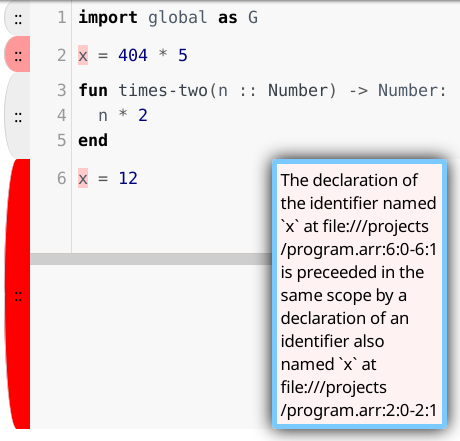 :: 1 import global as G
:: 2 x = 404 * 5
3 fun times-two(n :: Number) -> Number:
:: 4 n * 2
5 end
6 x = 12
::
The declaration of
the identifier named
`x` at file:///projects
/program.arr:6:0-6:1
is preceeded in the
same scope by a
declaration of an
identifier also
named `x` at
file:///projects
/program.arr:2:0-2:1